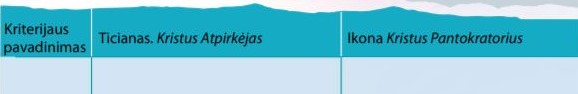 Kriterijaus
pavadinimas
Ticianas. Kristus Atpirkėjas
Ikona Kristus Pantokratorius